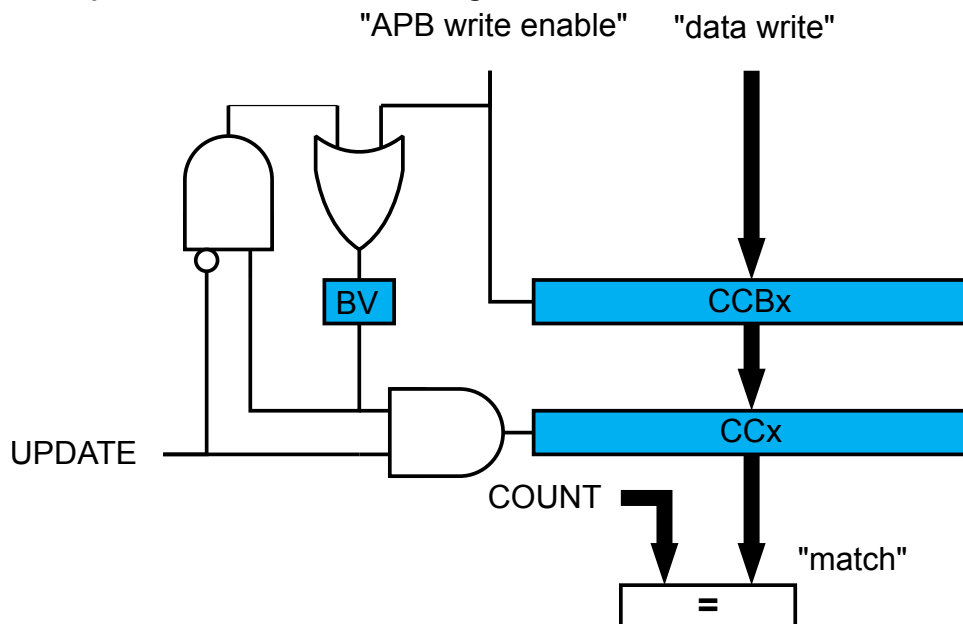 "APB write enable"
"data write"
BV
CCBx
CCx
UPDATE
COUNT
"match"
=